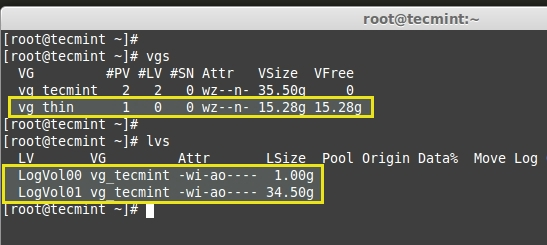 root@tecmint:~
[root@tecmint ~]#
[root@tecmint ~]# vgs
  VG         #PV #LV #SN Attr   VSize  VFree
  vg_tecmint   2   2   0 wz--n- 35.50g     0
  vg_thin      1   0   0 wz--n- 15.28g 15.28g
[root@tecmint ~]#
[root@tecmint ~]# lvs
  LV       VG         Attr       LSize  Pool Origin Data%  Move Log
  LogVol00 vg_tecmint -wi-ao----  1.00g
  LogVol01 vg_tecmint -wi-ao---- 34.50g
[root@tecmint ~]#